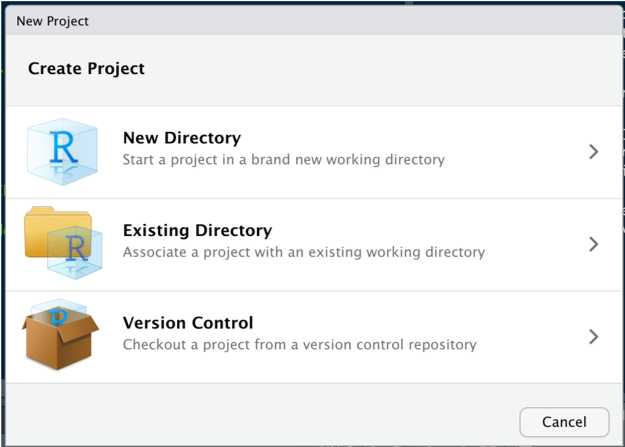 New Project
Create Project
R
New Directory
Start a project in a brand new working directory
R
Existing Directory
Associate a project with an existing working directory
R
Version Control
Checkout a project from a version control repository
Cancel